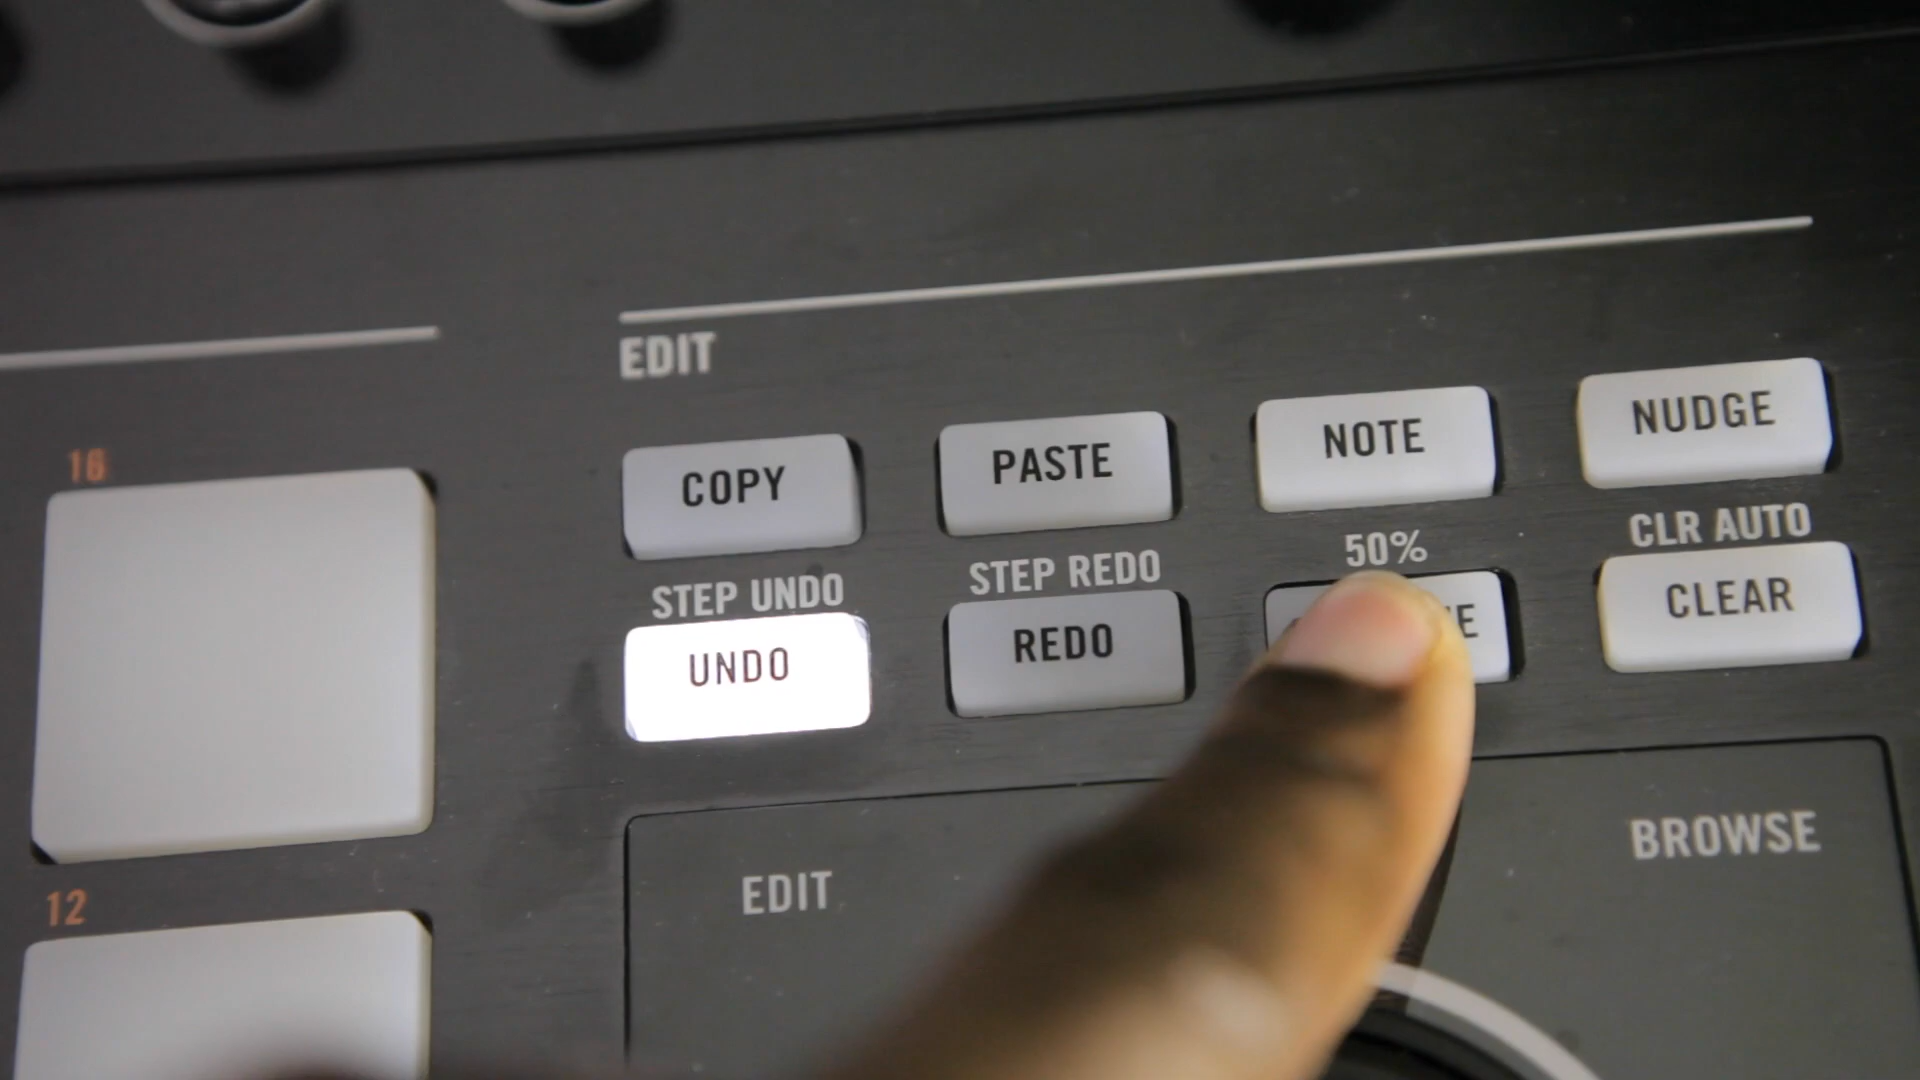 EDIT
COPY PASTE NOTE NUDGE
STEP UNDO STEP REDO 50% CLR AUTO
UNDO REDO CLEAR
16
12
EDIT BROWSE